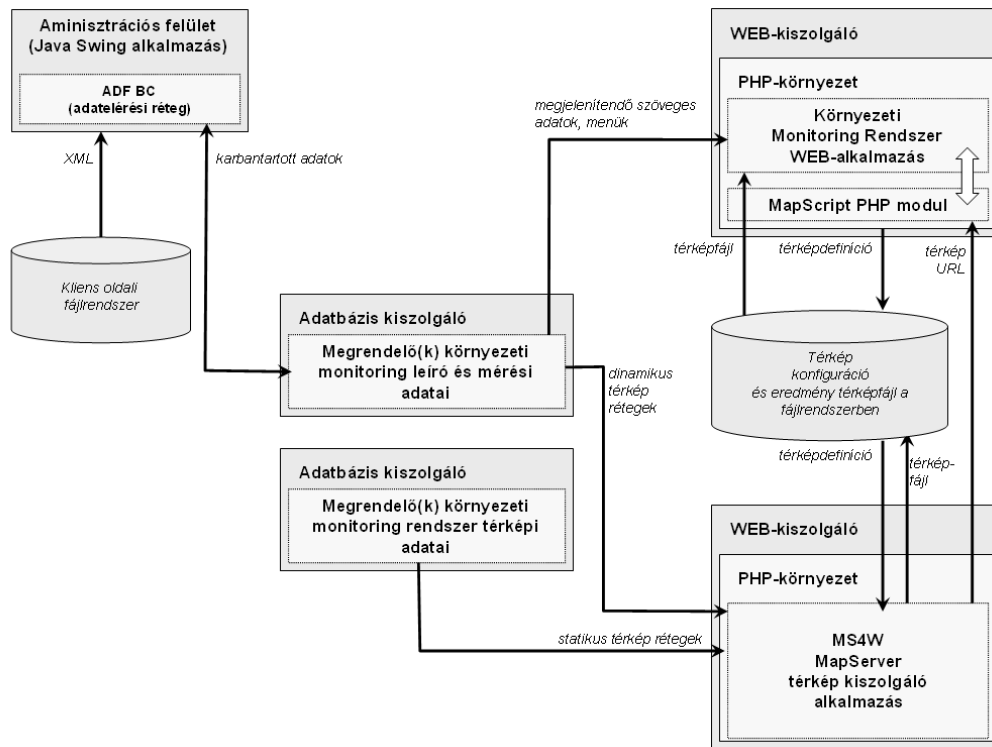 Aminisztrációs felület
(Java Swing alkalmazás)
ADF BC
(adatelérési réteg)
XML
karbantartott adatok
Kliens oldali
fájlrendszer
Adatbázis kiszolgáló
Megrendelő(k) környezeti
monitoring leíró és mérési
adatai
Adatbázis kiszolgáló
Megrendelő(k) környezeti
monitoring rendszer térképi
adatai
megjelenítendő szöveges
adatok, menük
dinamikus
térkép
rétegek
statikus térkép rétegek
WEB-kiszolgáló
PHP-környezet
Környezeti
Monitoring Rendszer
WEB-alkalmazás
MapScript PHP modul
térképfájl
térképdefiníció
térkép
URL
Térkép
konfiguráció
és eredmény térképfájl a
fájlrendszerben
térképdefiníció
térkép-
fájl
WEB-kiszolgáló
PHP-környezet
MS4W
MapServer
térkép kiszolgáló
alkalmazás